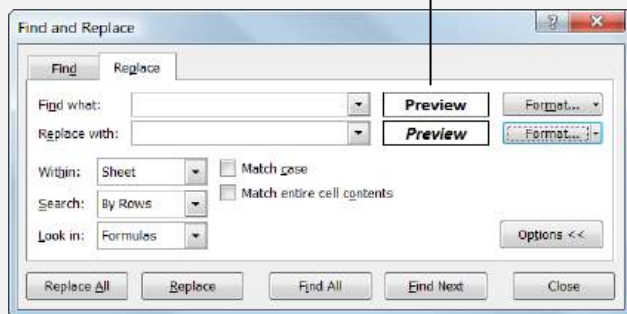 Find and Replace
Find Replace
Find what: Preview Format...
Replace with: Preview Format...
Within: Sheet Match case
Match entire cell contents
Search: By Rows
Look in: Formulas Options <<
Replace All Replace Find All Find Next Close